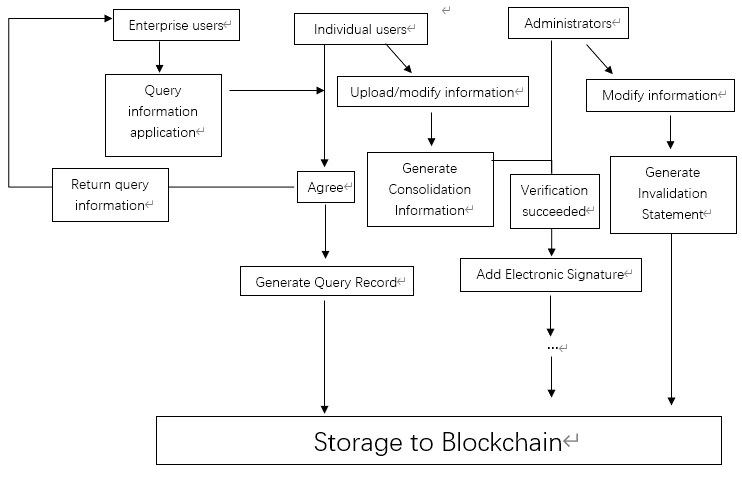 Enterprise users↵
Individual users↵
↵
Administrators↵
Query
information
application↵
Upload/modify information↵
Modify information↵
Generate
Consolidation
Information↵
Generate
Invalidation
Statement↵
Return query
information↵
Agree↵
Verification
succeeded↵
Generate Query Record↵
Add Electronic Signature↵
...↵
Storage to Blockchain↵